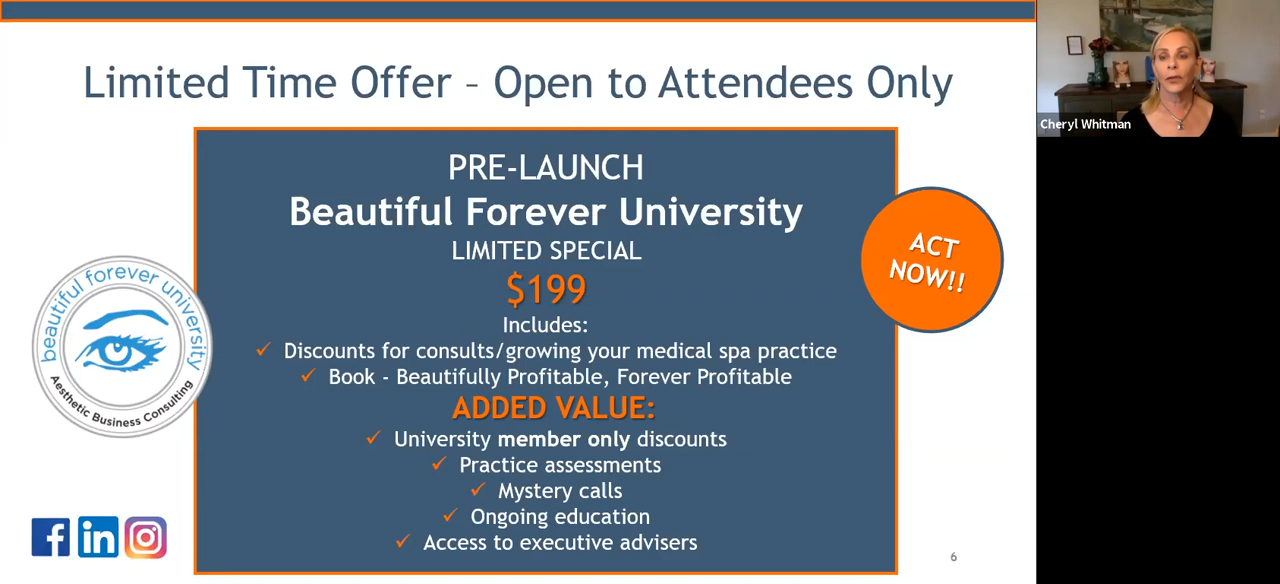 Limited Time Offer – Open to Attendees Only
PRE-LAUNCH
Beautiful Forever University
LIMITED SPECIAL
$199
Includes:
✓ Discounts for consults/growing your medical spa practice
✓ Book - Beautifully Profitable, Forever Profitable
ADDED VALUE:
✓ University member only discounts
✓ Practice assessments
✓ Mystery calls
✓ Ongoing education
✓ Access to executive advisers
ACT
NOW!!
beautiful forever university
Aesthetic Business Consulting
f
in
6
Cheryl Whitman